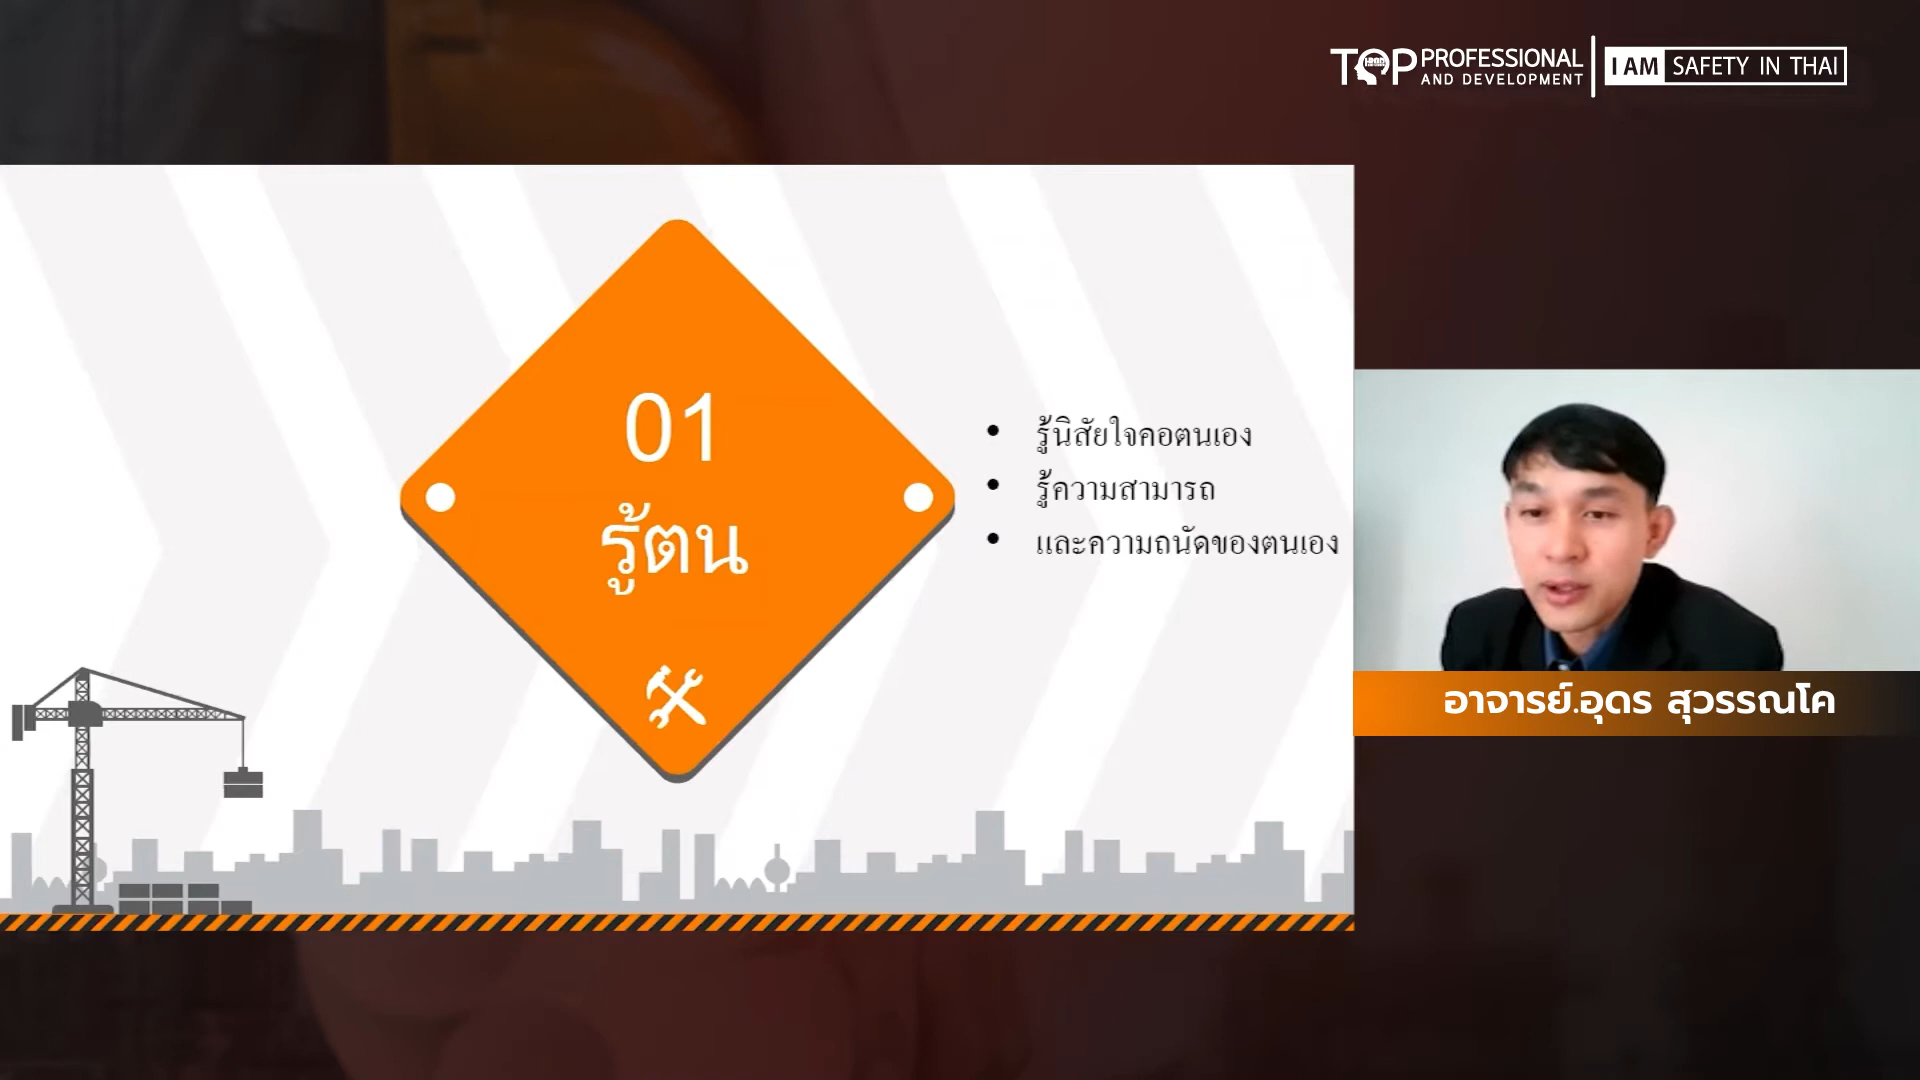 TOP PROFESSIONAL
AND DEVELOPMENT
I AM SAFETY IN THAI
01
รู้ตน
• รู้นิสัยใจคอตนเอง
• รู้ความสามารถ
• และความถนัดของตนเอง
อาจารย์.อุดร สุวรรณโค